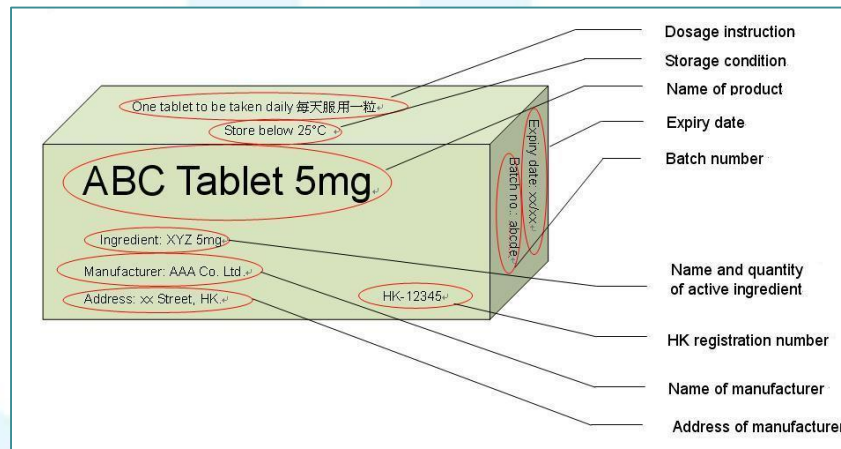 Dosage instruction
Storage condition
Name of product
Expiry date
Batch number
Name and quantity
of active ingredient
HK registration number
Name of manufacturer
Address of manufacturer
One tablet to be taken daily 每天服用一粒
Store below 25°C
ABC Tablet 5mg
Ingredient: XYZ 5mg
Manufacturer: AAA Co. Ltd.
Address: xx Street, HK.
HK-12345
Batch no.: abcde
Expiry date: xx/xx